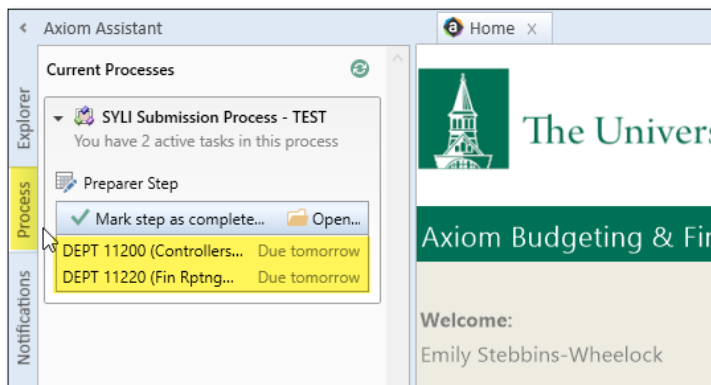 Axiom Assistant
Current Processes
SYLI Submission Process - TEST
You have 2 active tasks in this process
Preparer Step
Mark step as complete... Open...
DEPT 11200 (Controllers... Due tomorrow
DEPT 11220 (Fin Rptng... Due tomorrow
Explorer
Process
Notifications
a Home X
The Univers
Axiom Budgeting & Fi
Welcome:
Emily Stebbins-Wheelock